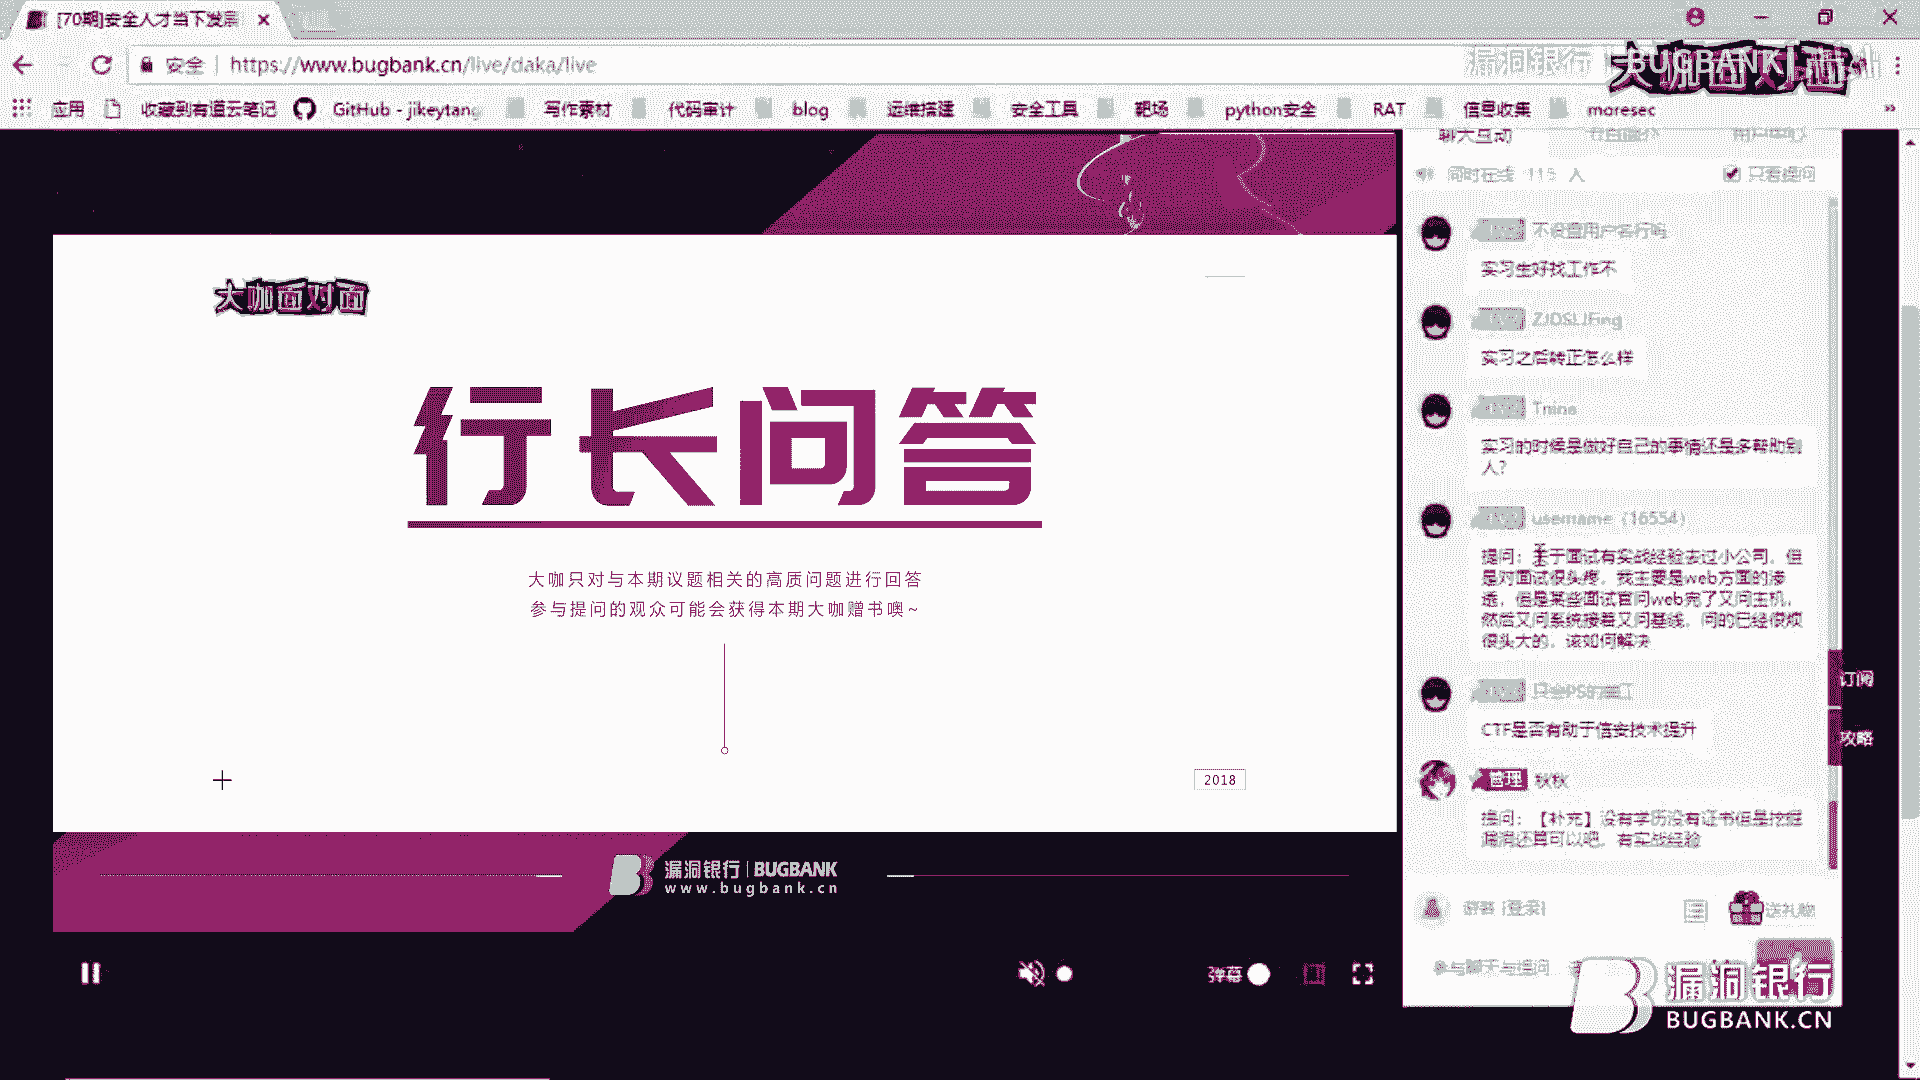 [70期]安全人才当下发展
安全 | https://www.bugbank.cn/live/daka/live
漏洞银行
BUGBANK
大咖面对面
应用 收藏到有道云笔记 GitHub - jikeytang 写作素材 代码审计 blog 运维搭建 安全工具 靶场 python安全 RAT 信息收集 moresec »
聊天互动
同时在线 115 人 只看提问
大咖面对面
行长问答
大咖只对与本期议题相关的高质问题进行回答
参与提问的观众可能会获得本期大咖赠书噢~
2018
漏洞银行 | BUGBANK
www.bugbank.cn
弹幕
不设置用户名行吗
实习生好找工作不
ZJDSLJFing
实习之后转正怎么样
Tnine
实习的时候是做好自己的事情还是多帮助别
人?
username (16554)
提问：关于面试有实战经验去过小公司，但
是对面试很头疼，我主要是web方面的渗
透，但是某些面试官问web完了又问主机，
然后又问系统接着又问基线，问的已经很烦
很头大的，该如何解决
CTF是否有助于信安技术提升
管理 秋秋
提问：【补充】没有学历没有证书但是挖掘
漏洞还算可以吧，有实战经验
订阅
攻略
游客 [登录]
送礼物
参与聊天与提问
漏洞银行
BUGBANK.CN